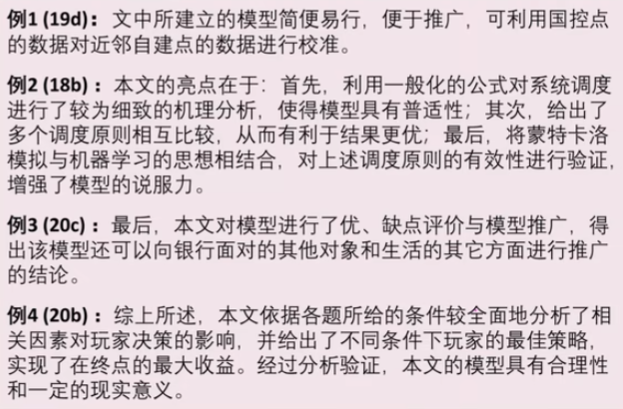 例1 (19d)：文中所建立的模型简便易行，便于推广，可利用国控点
的数据对近邻自建点的数据进行校准。
例2 (18b)：本文的亮点在于：首先，利用一般化的公式对系统调度
进行了较为细致的机理分析，使得模型具有普适性；其次，给出了
多个调度原则相互比较，从而有利于结果更优；最后，将蒙特卡洛
模拟与机器学习的思想相结合，对上述调度原则的有效性进行验证，
增强了模型的说服力。
例3 (20c)：最后，本文对模型进行了优、缺点评价与模型推广，得
出该模型还可以向银行面对的其他对象和生活的其它方面进行推广
的结论。
例4 (20b)：综上所述，本文依据各题所给的条件较全面地分析了相
关因素对玩家决策的影响，并给出了不同条件下玩家的最佳策略，
实现了在终点的最大收益。经过分析验证，本文的模型具有合理性
和一定的现实意义。